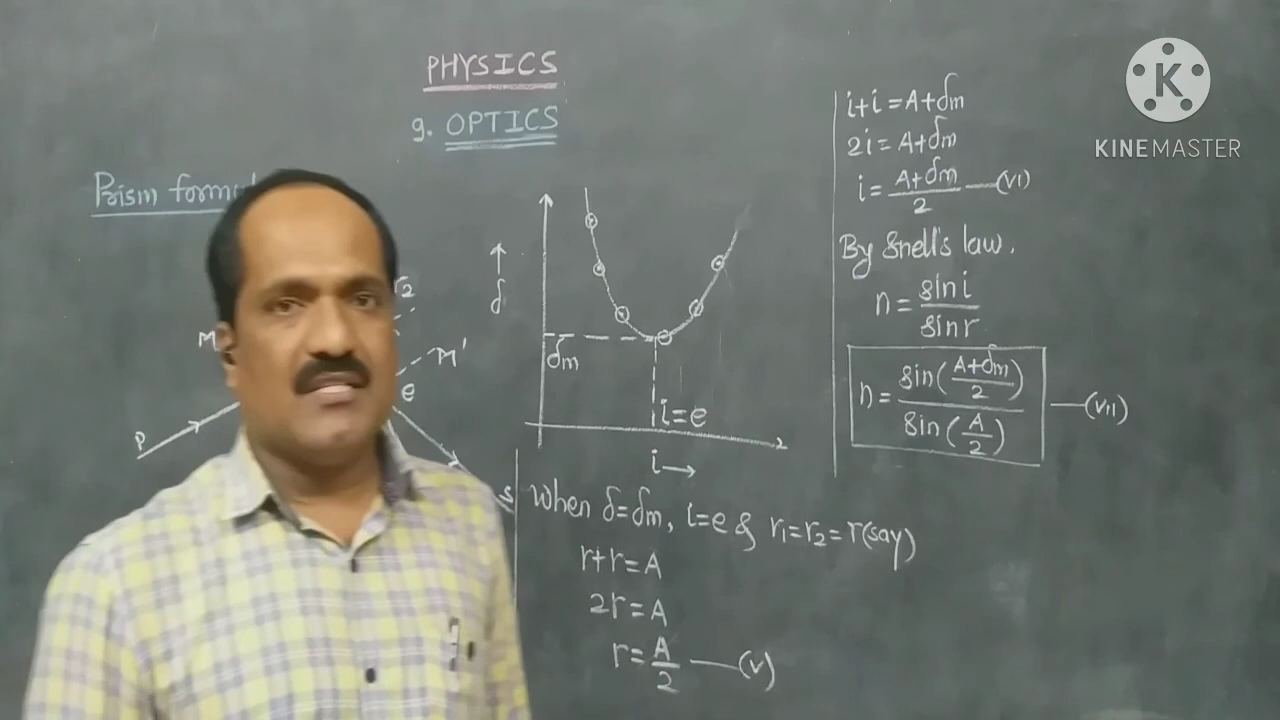 PHYSICS
9. OPTICS
Prism
r2
M
M'
e
P
S
δ
δm
i=e
i→
When δ=δm, i=e & r1=r2=r(say)
r+r=A
2r=A
r=A/2 —(v)
i+i=A+δm
2i=A+δm
i=(A+δm)/2 —(vi)
By Snell's law.
n=sin i/sin r
n=sin((A+δm)/2)/sin(A/2) —(vii)
K
KINEMASTER